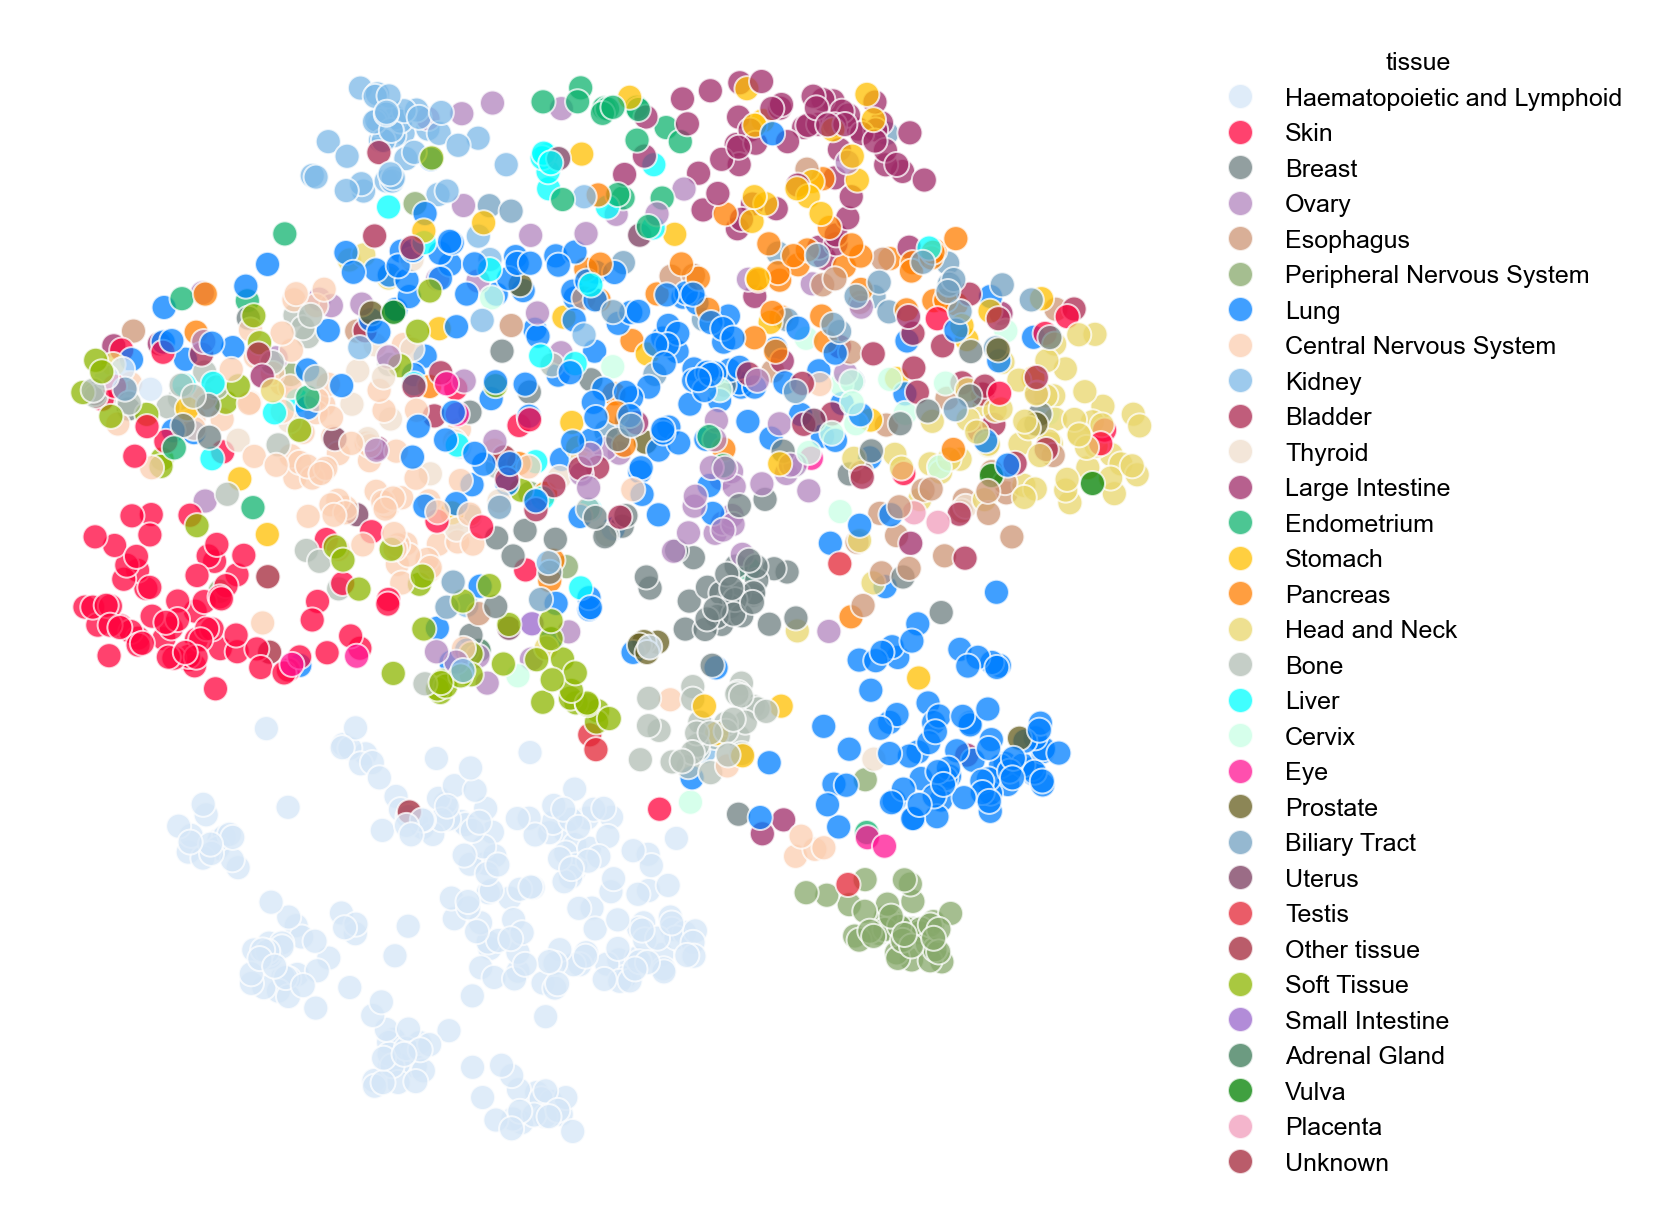 tissue
Haematopoietic and Lymphoid
Skin
Breast
Ovary
Esophagus
Peripheral Nervous System
Lung
Central Nervous System
Kidney
Bladder
Thyroid
Large Intestine
Endometrium
Stomach
Pancreas
Head and Neck
Bone
Liver
Cervix
Eye
Prostate
Biliary Tract
Uterus
Testis
Other tissue
Soft Tissue
Small Intestine
Adrenal Gland
Vulva
Placenta
Unknown